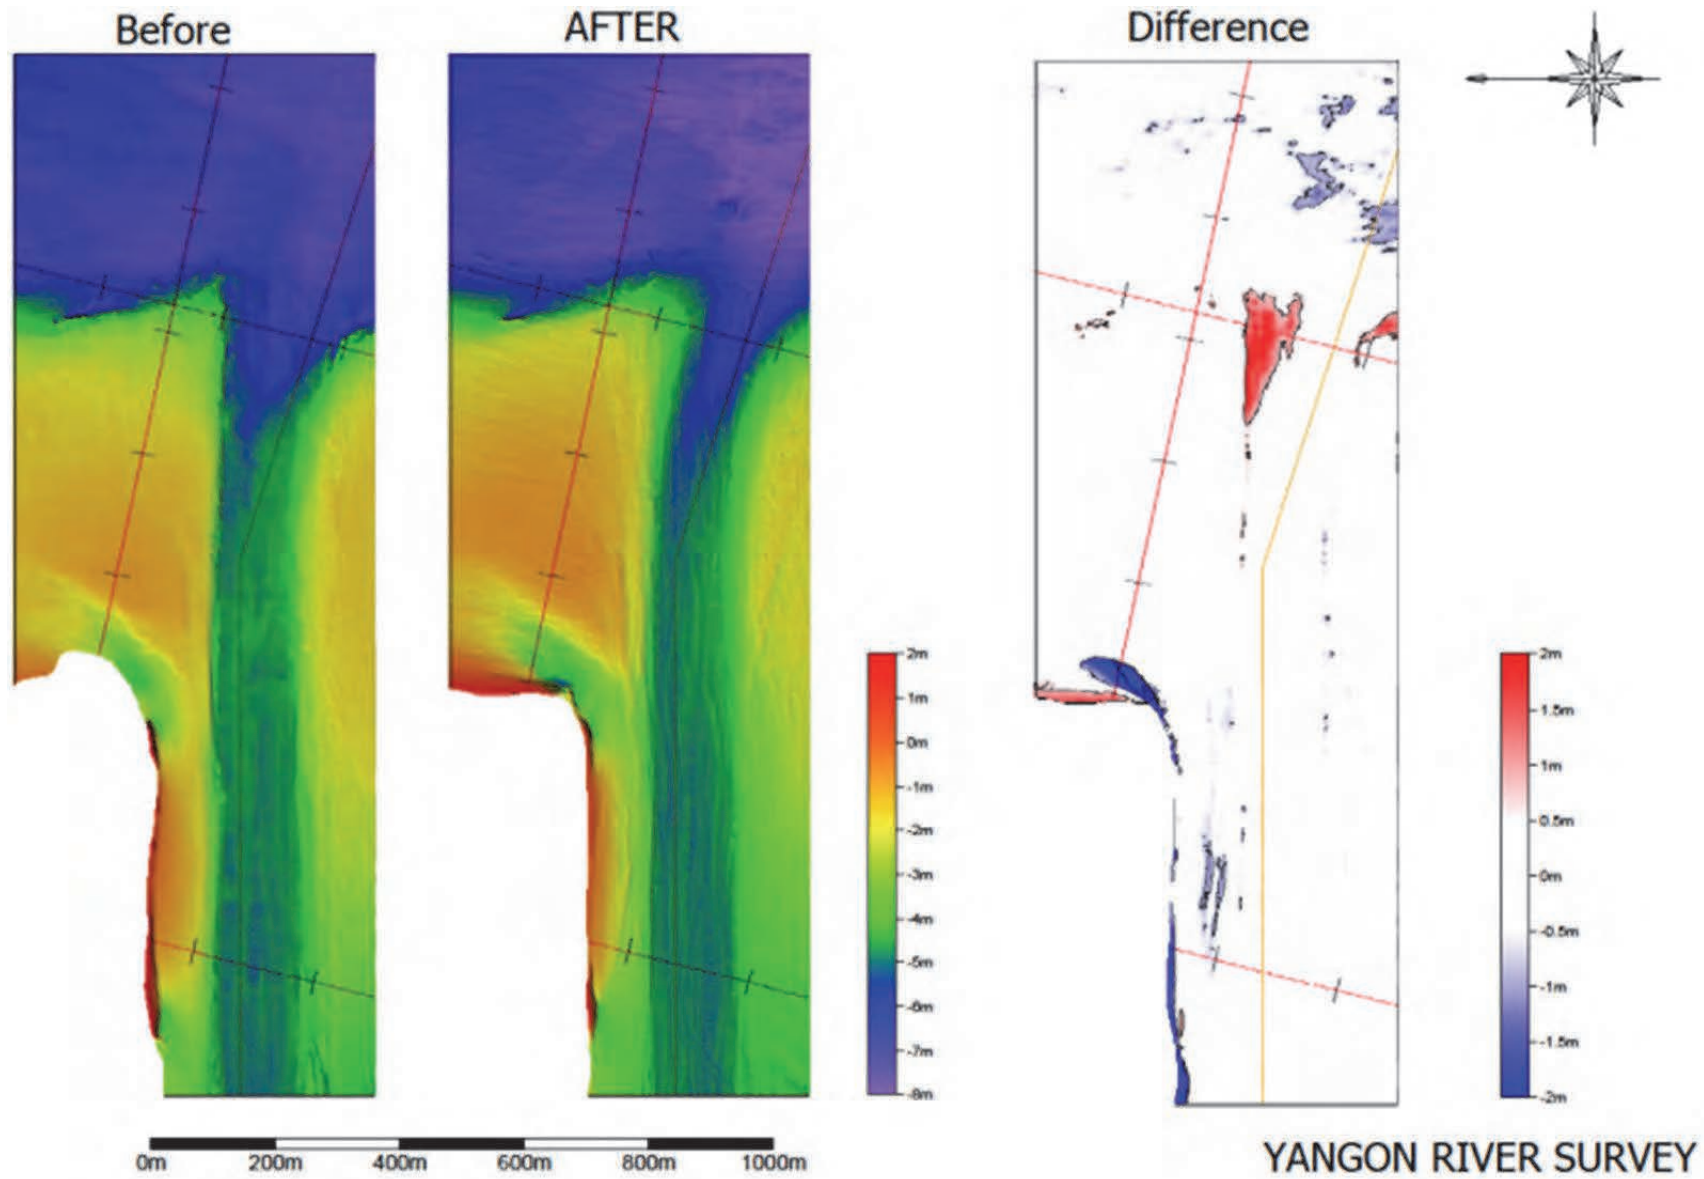 Before
AFTER
Difference
2m
1m
0m
-1m
-2m
-3m
-4m
-5m
-6m
-7m
-8m
2m
1.5m
1m
0.5m
0m
-0.5m
-1m
-1.5m
-2m
0m 200m 400m 600m 800m 1000m
YANGON RIVER SURVEY